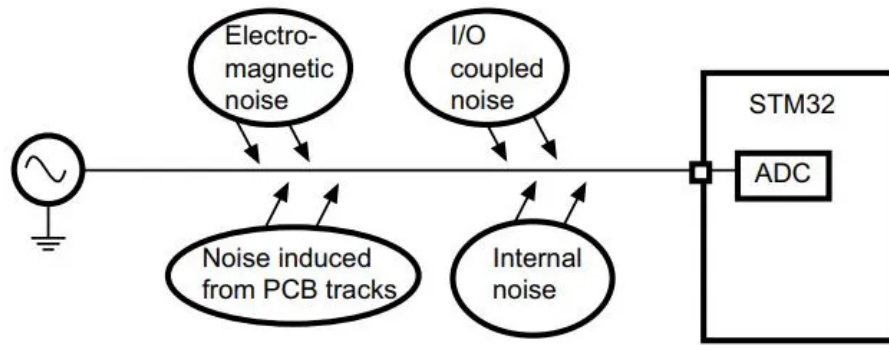 Electro-
magnetic
noise
I/O
coupled
noise
STM32
ADC
Noise induced
from PCB tracks
Internal
noise